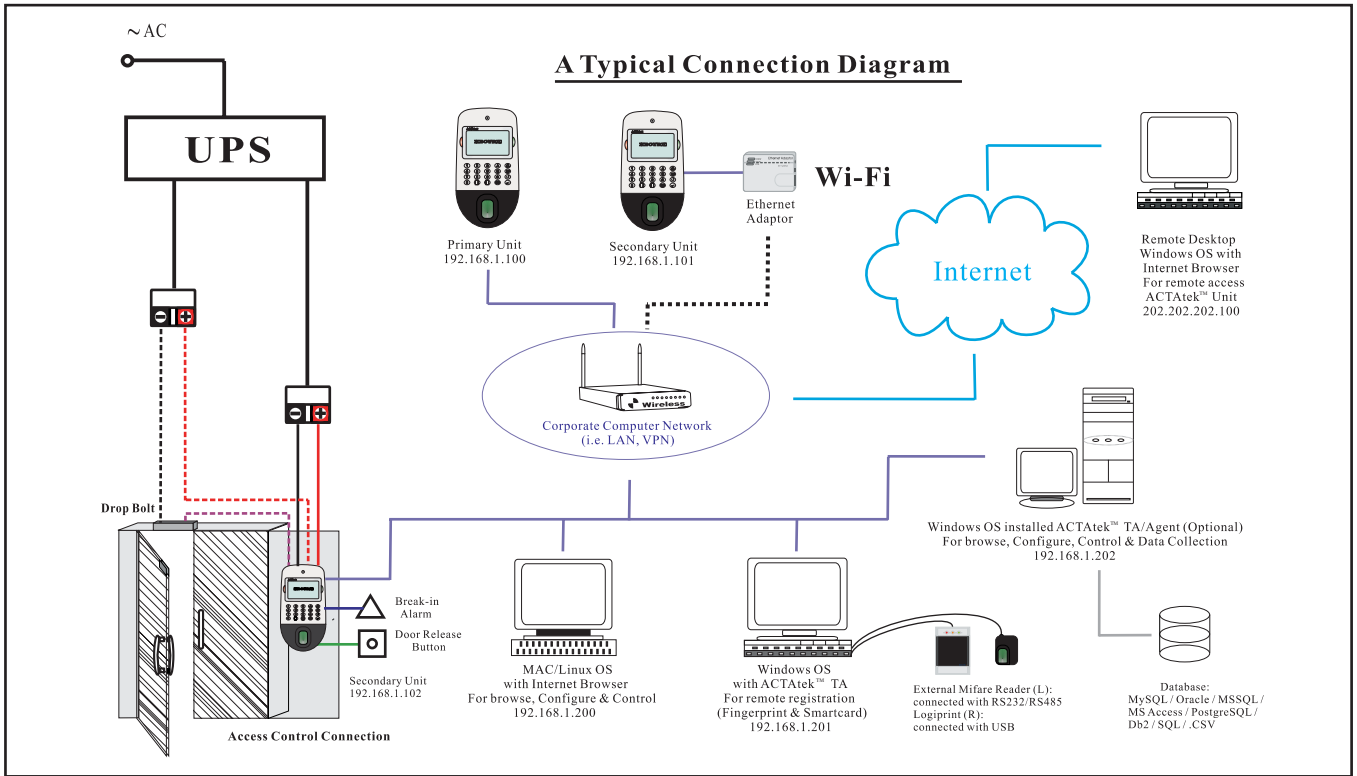 ~ AC
A Typical Connection Diagram
UPS
Wi-Fi
Ethernet
Adaptor
Primary Unit
192.168.1.100
Secondary Unit
192.168.1.101
Internet
Remote Desktop
Windows OS with
Internet Browser
For remote access
ACTAtek™ Unit
202.202.202.100
Wireless
Corporate Computer Network
(i.e. LAN, VPN)
Drop Bolt
Windows OS installed ACTAtek™ TA/Agent (Optional)
For browse, Configure, Control & Data Collection
192.168.1.202
Break-in
Alarm
Door Release
Button
Secondary Unit
192.168.1.102
Access Control Connection
MAC/Linux OS
with Internet Browser
For browse, Configure & Control
192.168.1.200
Windows OS
with ACTAtek™ TA
For remote registration
(Fingerprint & Smartcard)
192.168.1.201
External Mifare Reader (L):
connected with RS232/RS485
Logiprint (R):
connected with USB
Database:
MySQL / Oracle / MSSQL /
MS Access / PostgreSQL /
Db2 / SQL / .CSV